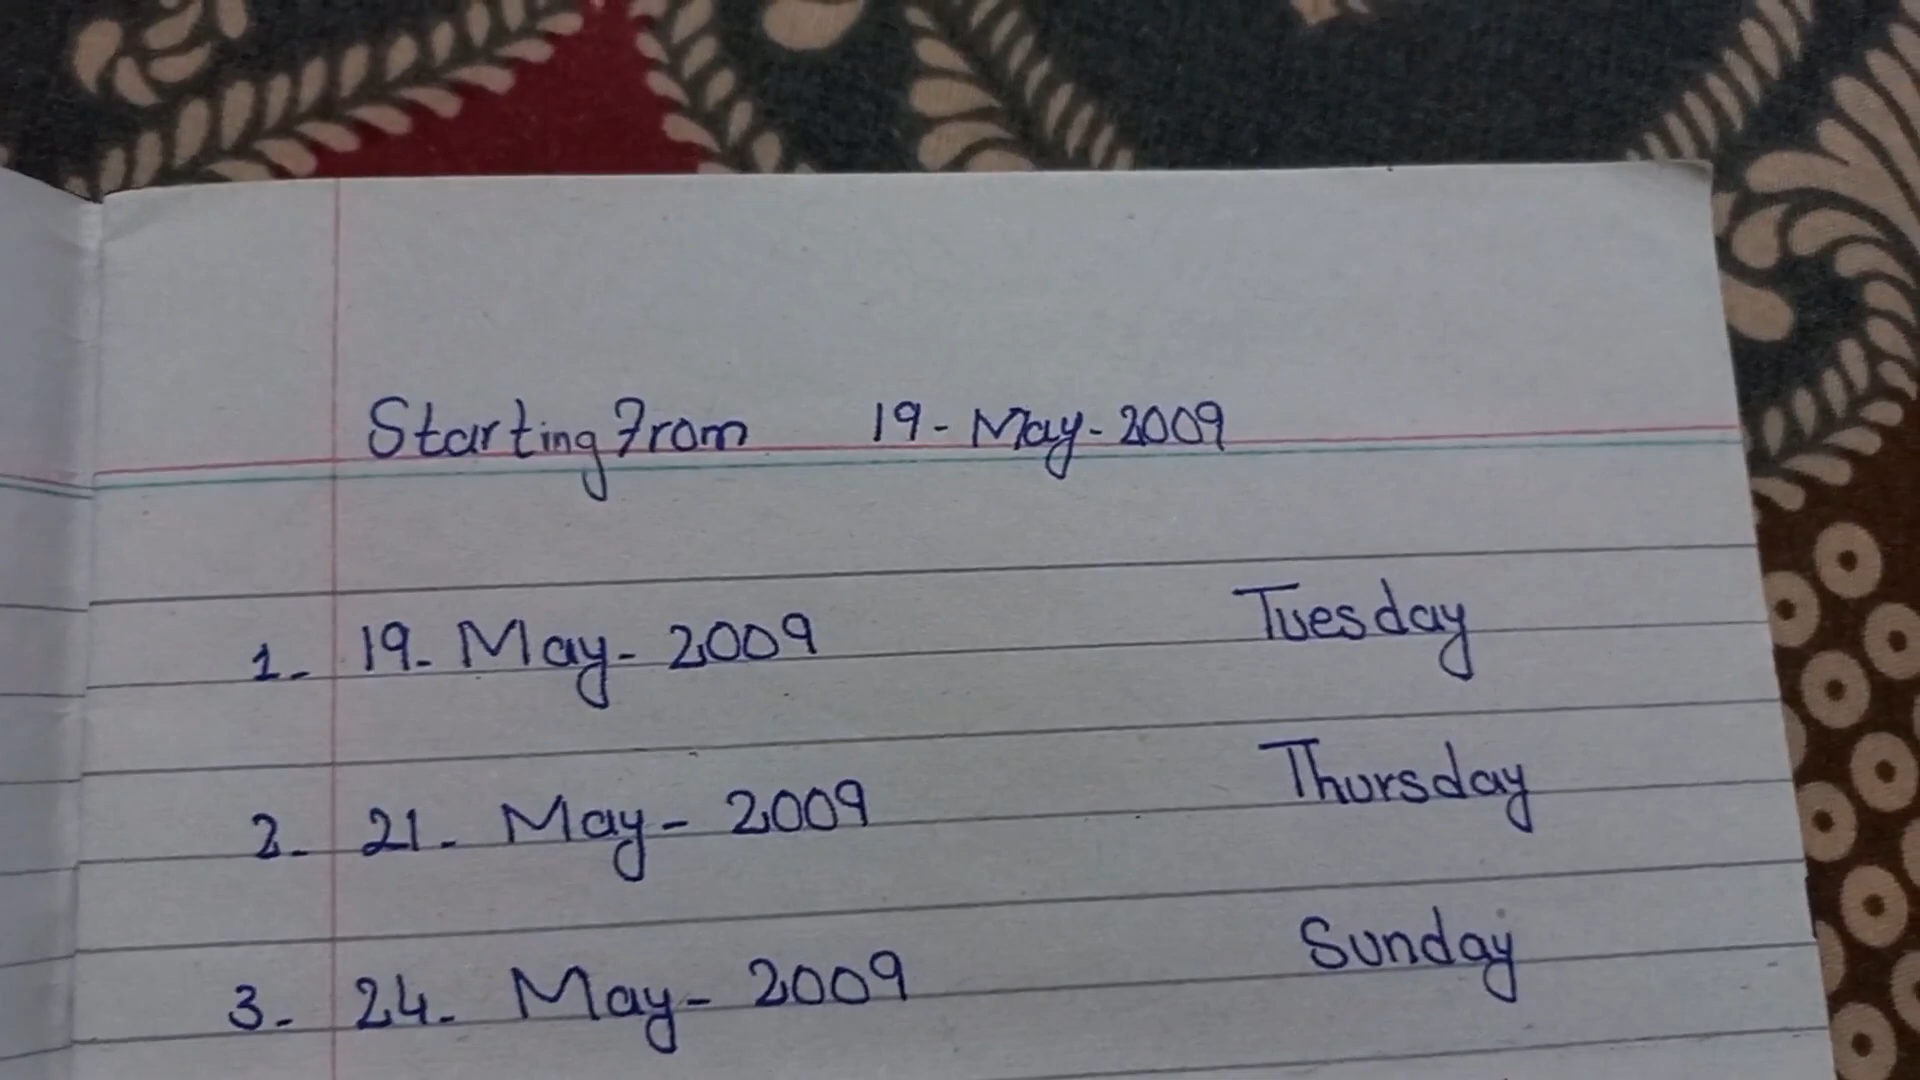 Starting From 19- May- 2009
1- 19- May- 2009 Tuesday
2- 21- May- 2009 Thursday
3- 24- May- 2009 Sunday